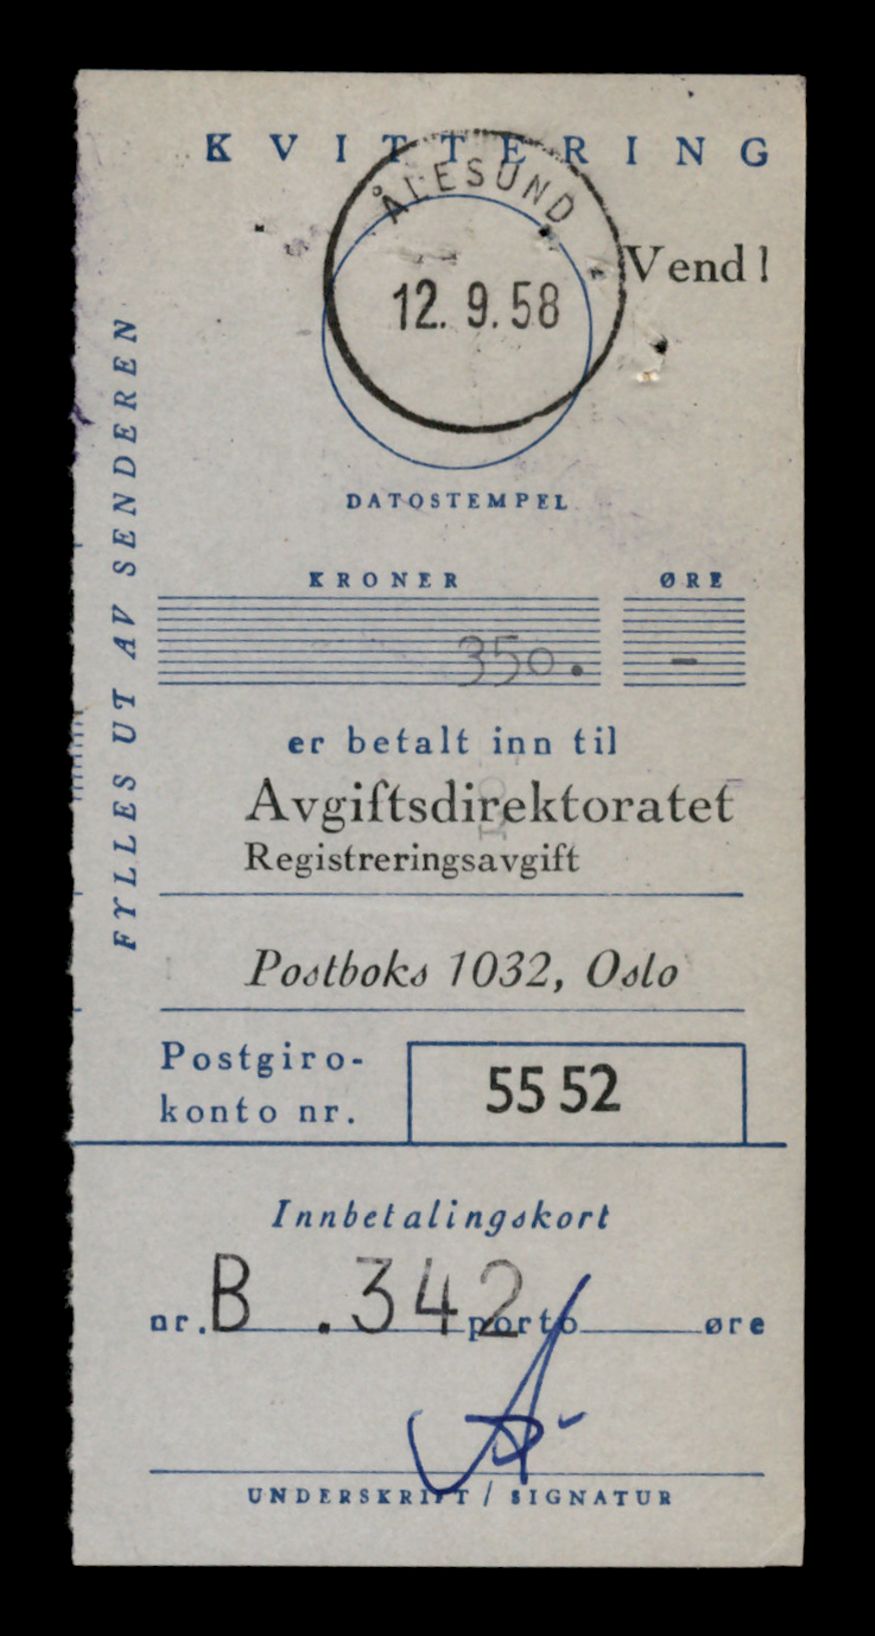 KVITTERING
ÅLESUND
Vend!
12. 9. 58
DATOSTEMPEL
FYLLES UT AV SENDEREN
KRONER ØRE
350. -
er betalt inn til
Avgiftsdirektoratet
Registreringsavgift
Postboks 1032, Oslo
Postgiro-
konto nr. 55 52
Innbetalingskort
nr. B .342 porto øre
UNDERSKRIFT / SIGNATUR